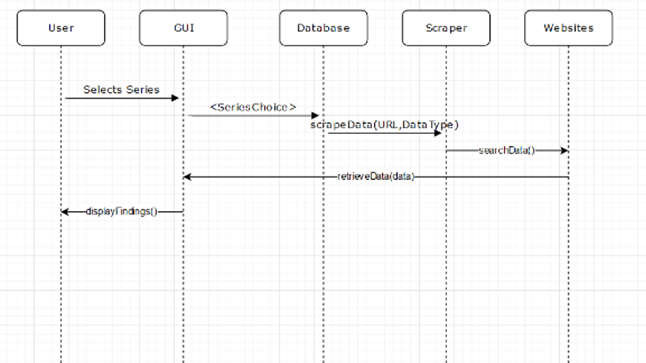 User
GUI
Database
Scraper
Websites
Selects Series
<SeriesChoice>
scrapeData(URL,DataType)
searchData()
retrieveData(data)
displayFindings()